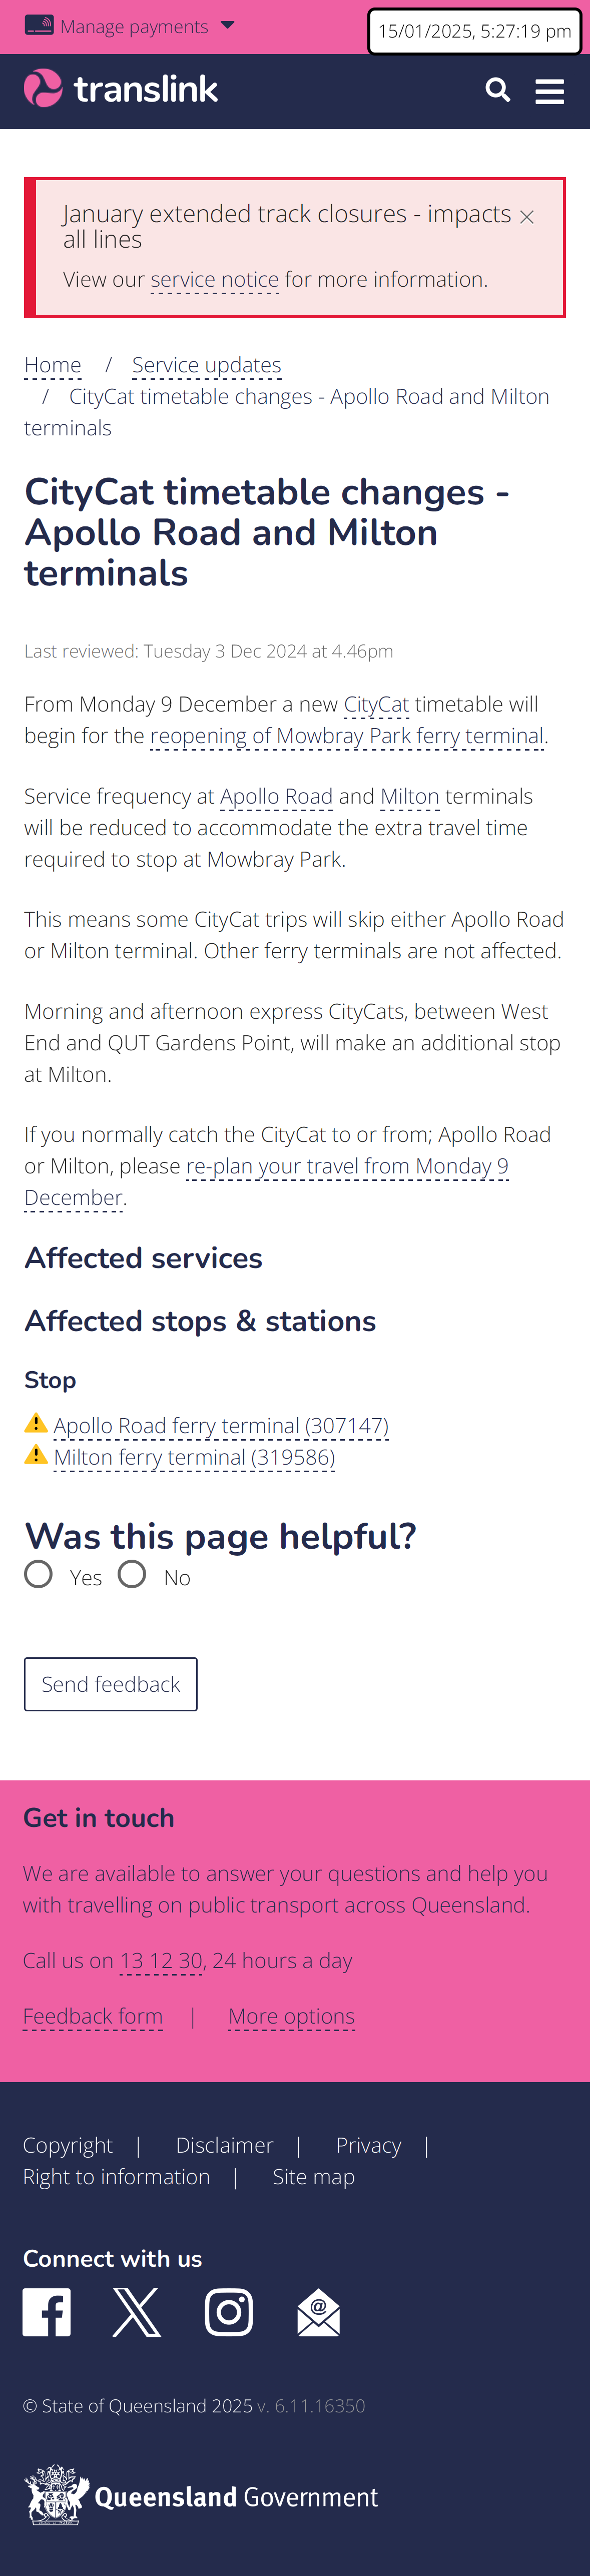 Manage payments
15/01/2025, 5:27:19 pm
translink
January extended track closures - impacts
all lines
View our service notice for more information.
Home / Service updates
/ CityCat timetable changes - Apollo Road and Milton
terminals
CityCat timetable changes -
Apollo Road and Milton
terminals
Last reviewed: Tuesday 3 Dec 2024 at 4.46pm
From Monday 9 December a new CityCat timetable will
begin for the reopening of Mowbray Park ferry terminal.
Service frequency at Apollo Road and Milton terminals
will be reduced to accommodate the extra travel time
required to stop at Mowbray Park.
This means some CityCat trips will skip either Apollo Road
or Milton terminal. Other ferry terminals are not affected.
Morning and afternoon express CityCats, between West
End and QUT Gardens Point, will make an additional stop
at Milton.
If you normally catch the CityCat to or from; Apollo Road
or Milton, please re-plan your travel from Monday 9
December.
Affected services
Affected stops & stations
Stop
Apollo Road ferry terminal (307147)
Milton ferry terminal (319586)
Was this page helpful?
Yes No
Send feedback
Get in touch
We are available to answer your questions and help you
with travelling on public transport across Queensland.
Call us on 13 12 30, 24 hours a day
Feedback form | More options
Copyright | Disclaimer | Privacy |
Right to information | Site map
Connect with us
© State of Queensland 2025 v. 6.11.16350
Queensland Government